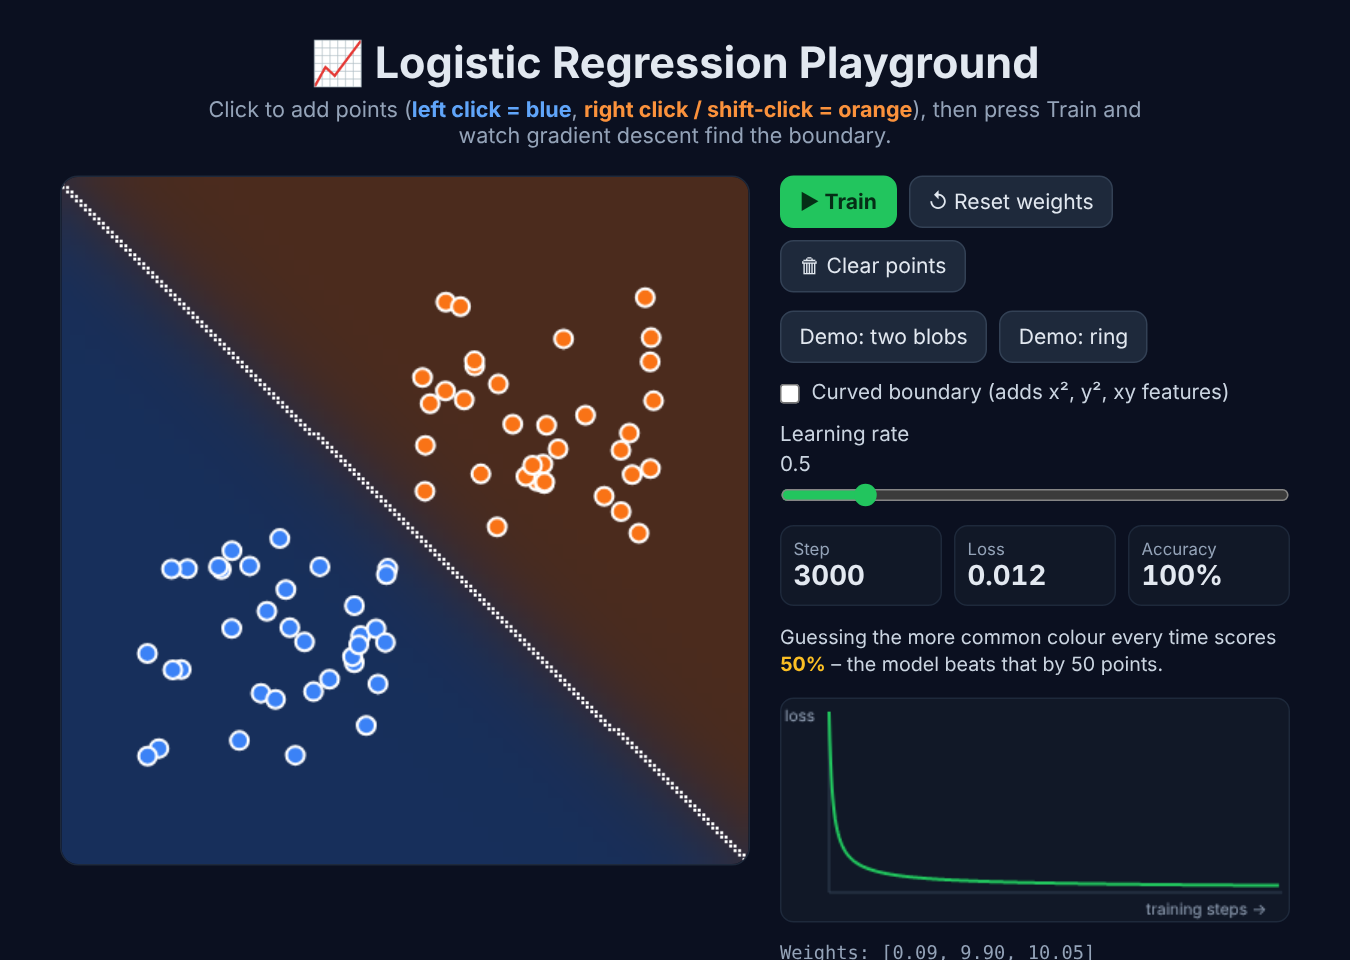 📈 Logistic Regression Playground
Click to add points (left click = blue, right click / shift-click = orange), then press Train and
watch gradient descent find the boundary.
▶ Train
↺ Reset weights
🗑 Clear points
Demo: two blobs
Demo: ring
Curved boundary (adds x², y², xy features)
Learning rate
0.5
Step
3000
Loss
0.012
Accuracy
100%
Guessing the more common colour every time scores
50% – the model beats that by 50 points.
loss
training steps →
Weights: [0.09, 9.90, 10.05]